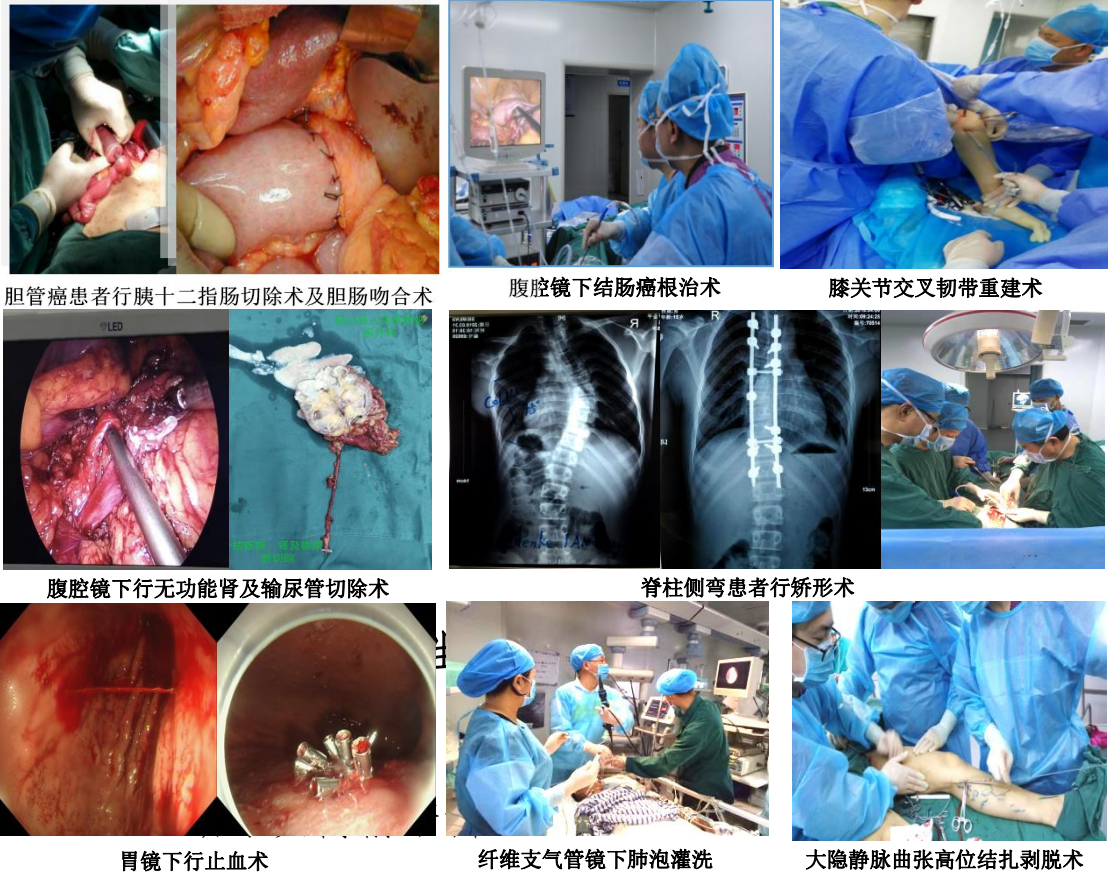 胆管癌患者行胰十二指肠切除术及胆肠吻合术
腹腔镜下结肠癌根治术
膝关节交叉韧带重建术
LED
R
R
腹腔镜下行无功能肾及输尿管切除术
脊柱侧弯患者行矫形术
胃镜下行止血术
纤维支气管镜下肺泡灌洗
大隐静脉曲张高位结扎剥脱术